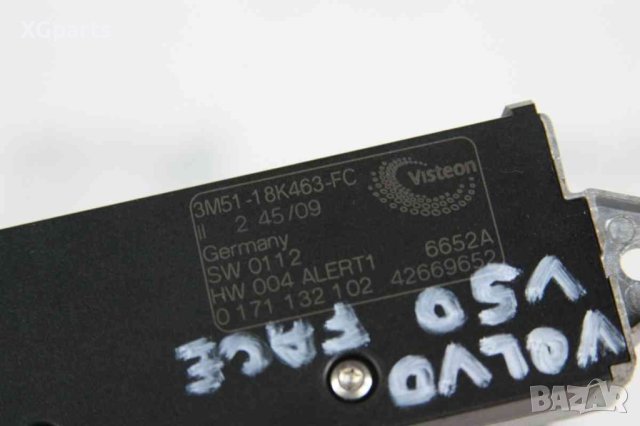 XGparts
3M51-18K463-FC
Visteon
II 2 45/09
Germany
SW 0112
HW 004 ALERT1 6652A
0 171 132 102 42669652
VOLVO
V50
FACE
BAZAR